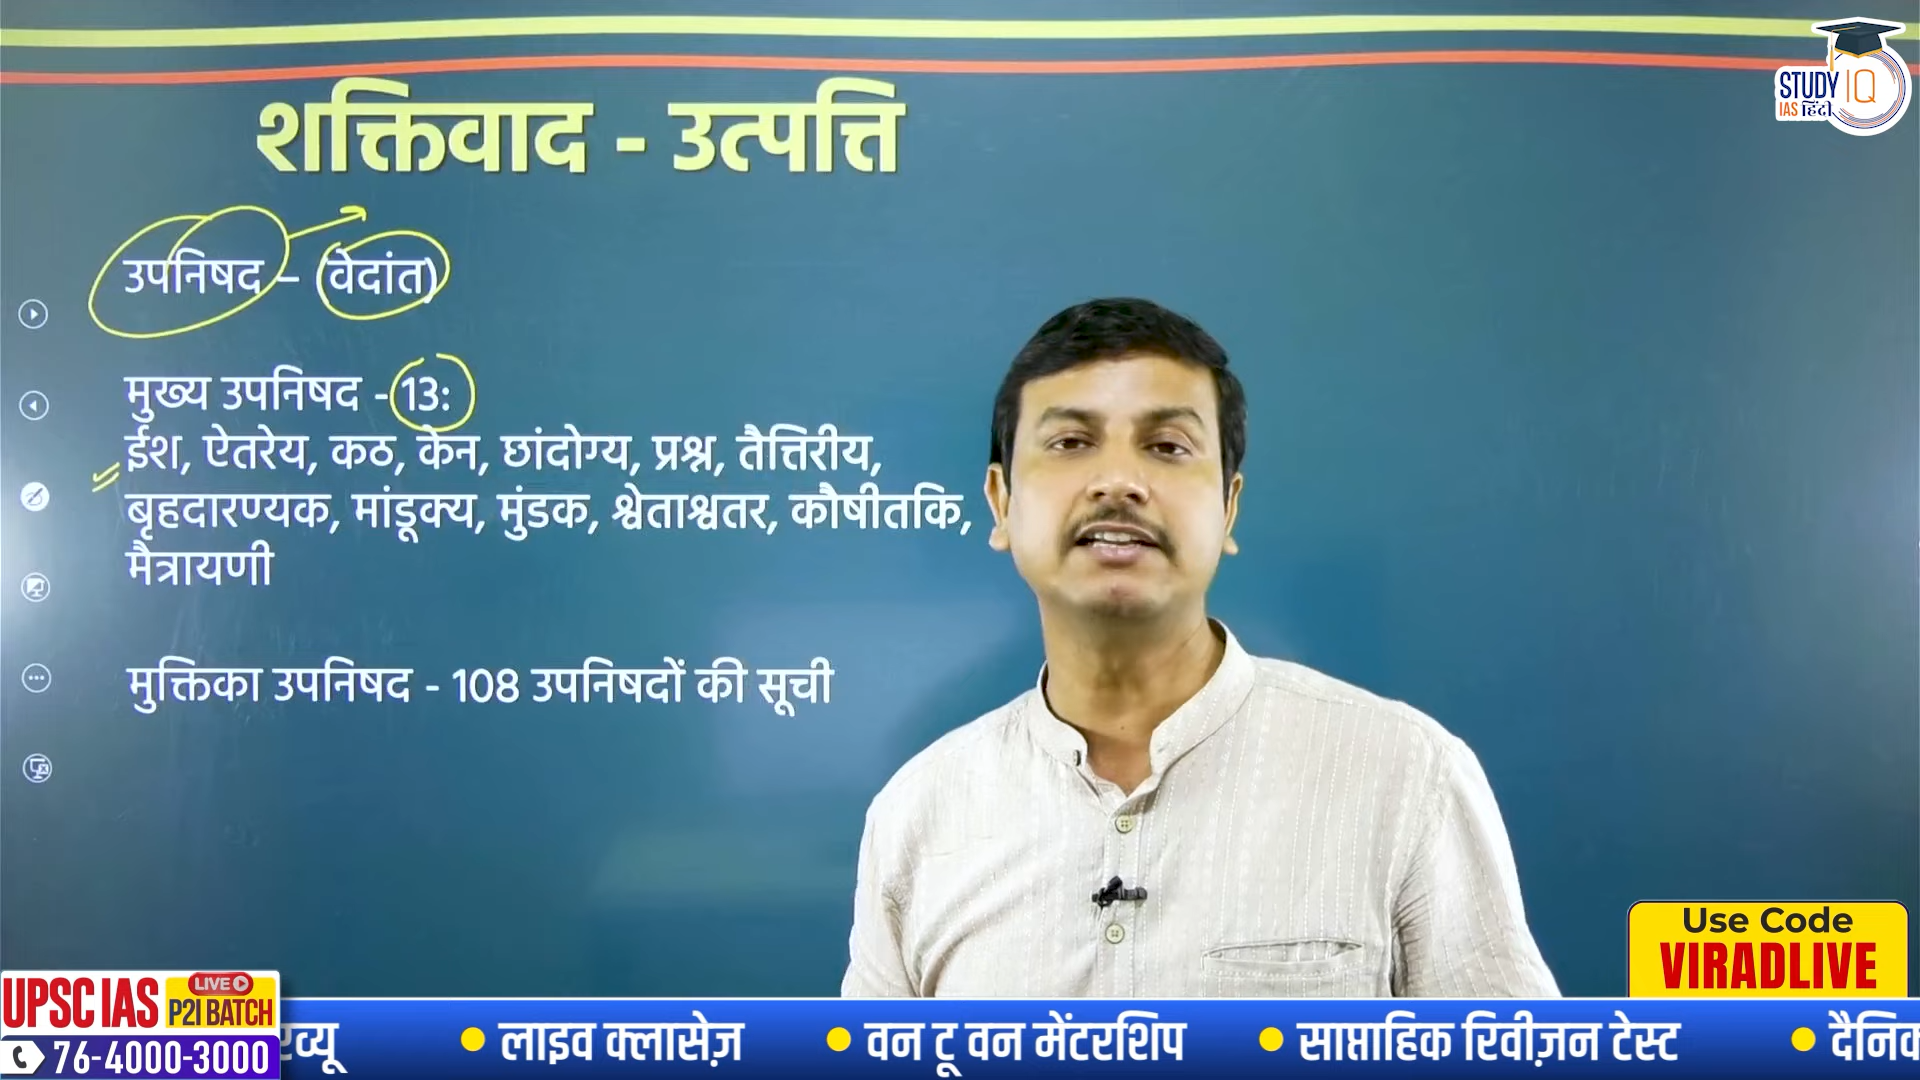 शक्तिवाद - उत्पत्ति
STUDY IQ
IAS हिंदी
उपनिषद – (वेदांत)
मुख्य उपनिषद - 13:
ईश, ऐतरेय, कठ, केन, छांदोग्य, प्रश्न, तैत्तिरीय,
बृहदारण्यक, मांडूक्य, मुंडक, श्वेताश्वतर, कौषीतकि,
मैत्रायणी
मुक्तिका उपनिषद - 108 उपनिषदों की सूची
Use Code
VIRADLIVE
UPSC IAS LIVE P2I BATCH
76-4000-3000
लाइव क्लासेज़ वन टू वन मेंटरशिप साप्ताहिक रिवीज़न टेस्ट